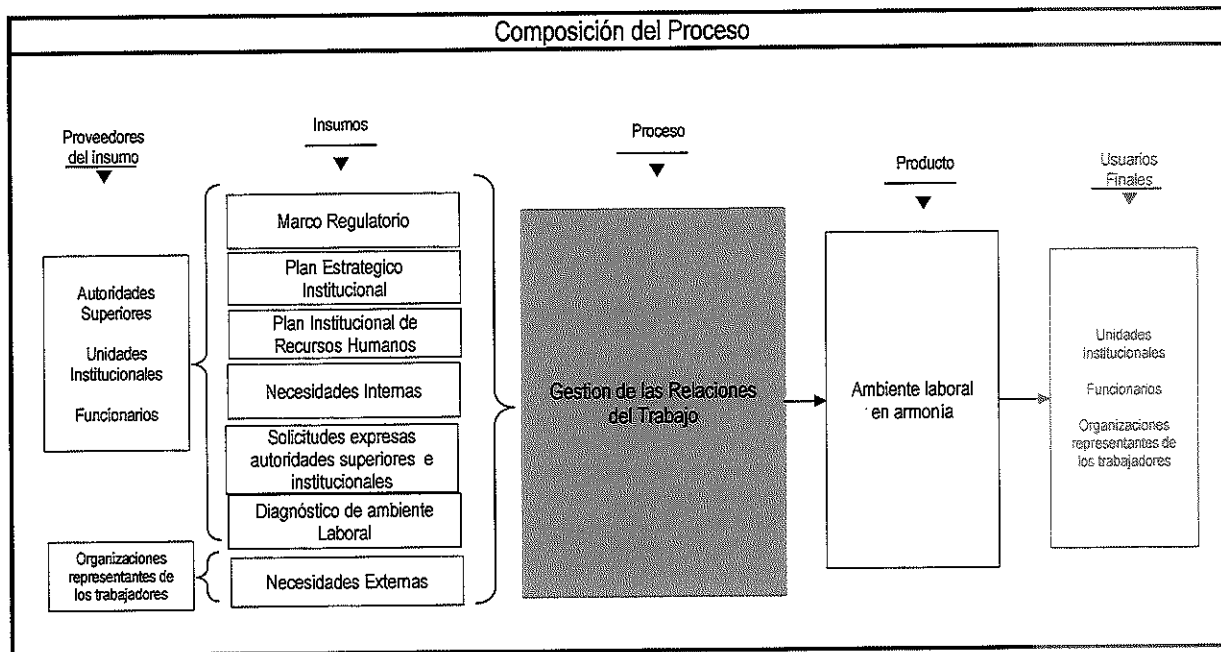 Composición del Proceso
Proveedores
del insumo
Insumos
Proceso
Producto
Usuarios
Finales
Autoridades
Superiores
Unidades
Institucionales
Funcionarios
Organizaciones
representantes de
los trabajadores
Marco Regulatorio
Plan Estrategico
Institucional
Plan Institucional de
Recursos Humanos
Necesidades Internas
Solicitudes expresas
autoridades superiores e
institucionales
Diagnóstico de ambiente
Laboral
Necesidades Externas
Gestion de las Relaciones
del Trabajo
Ambiente laboral
en armonía
Unidades
institucionales
Funcionarios
Organizaciones
representantes de
los trabajadores